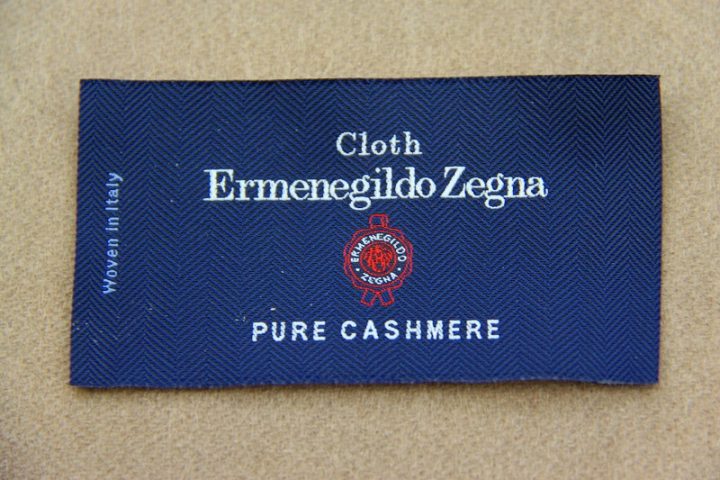 Cloth
Ermenegildo Zegna
ERMENEGILDO
ZEGNA
PURE CASHMERE
Woven in Italy